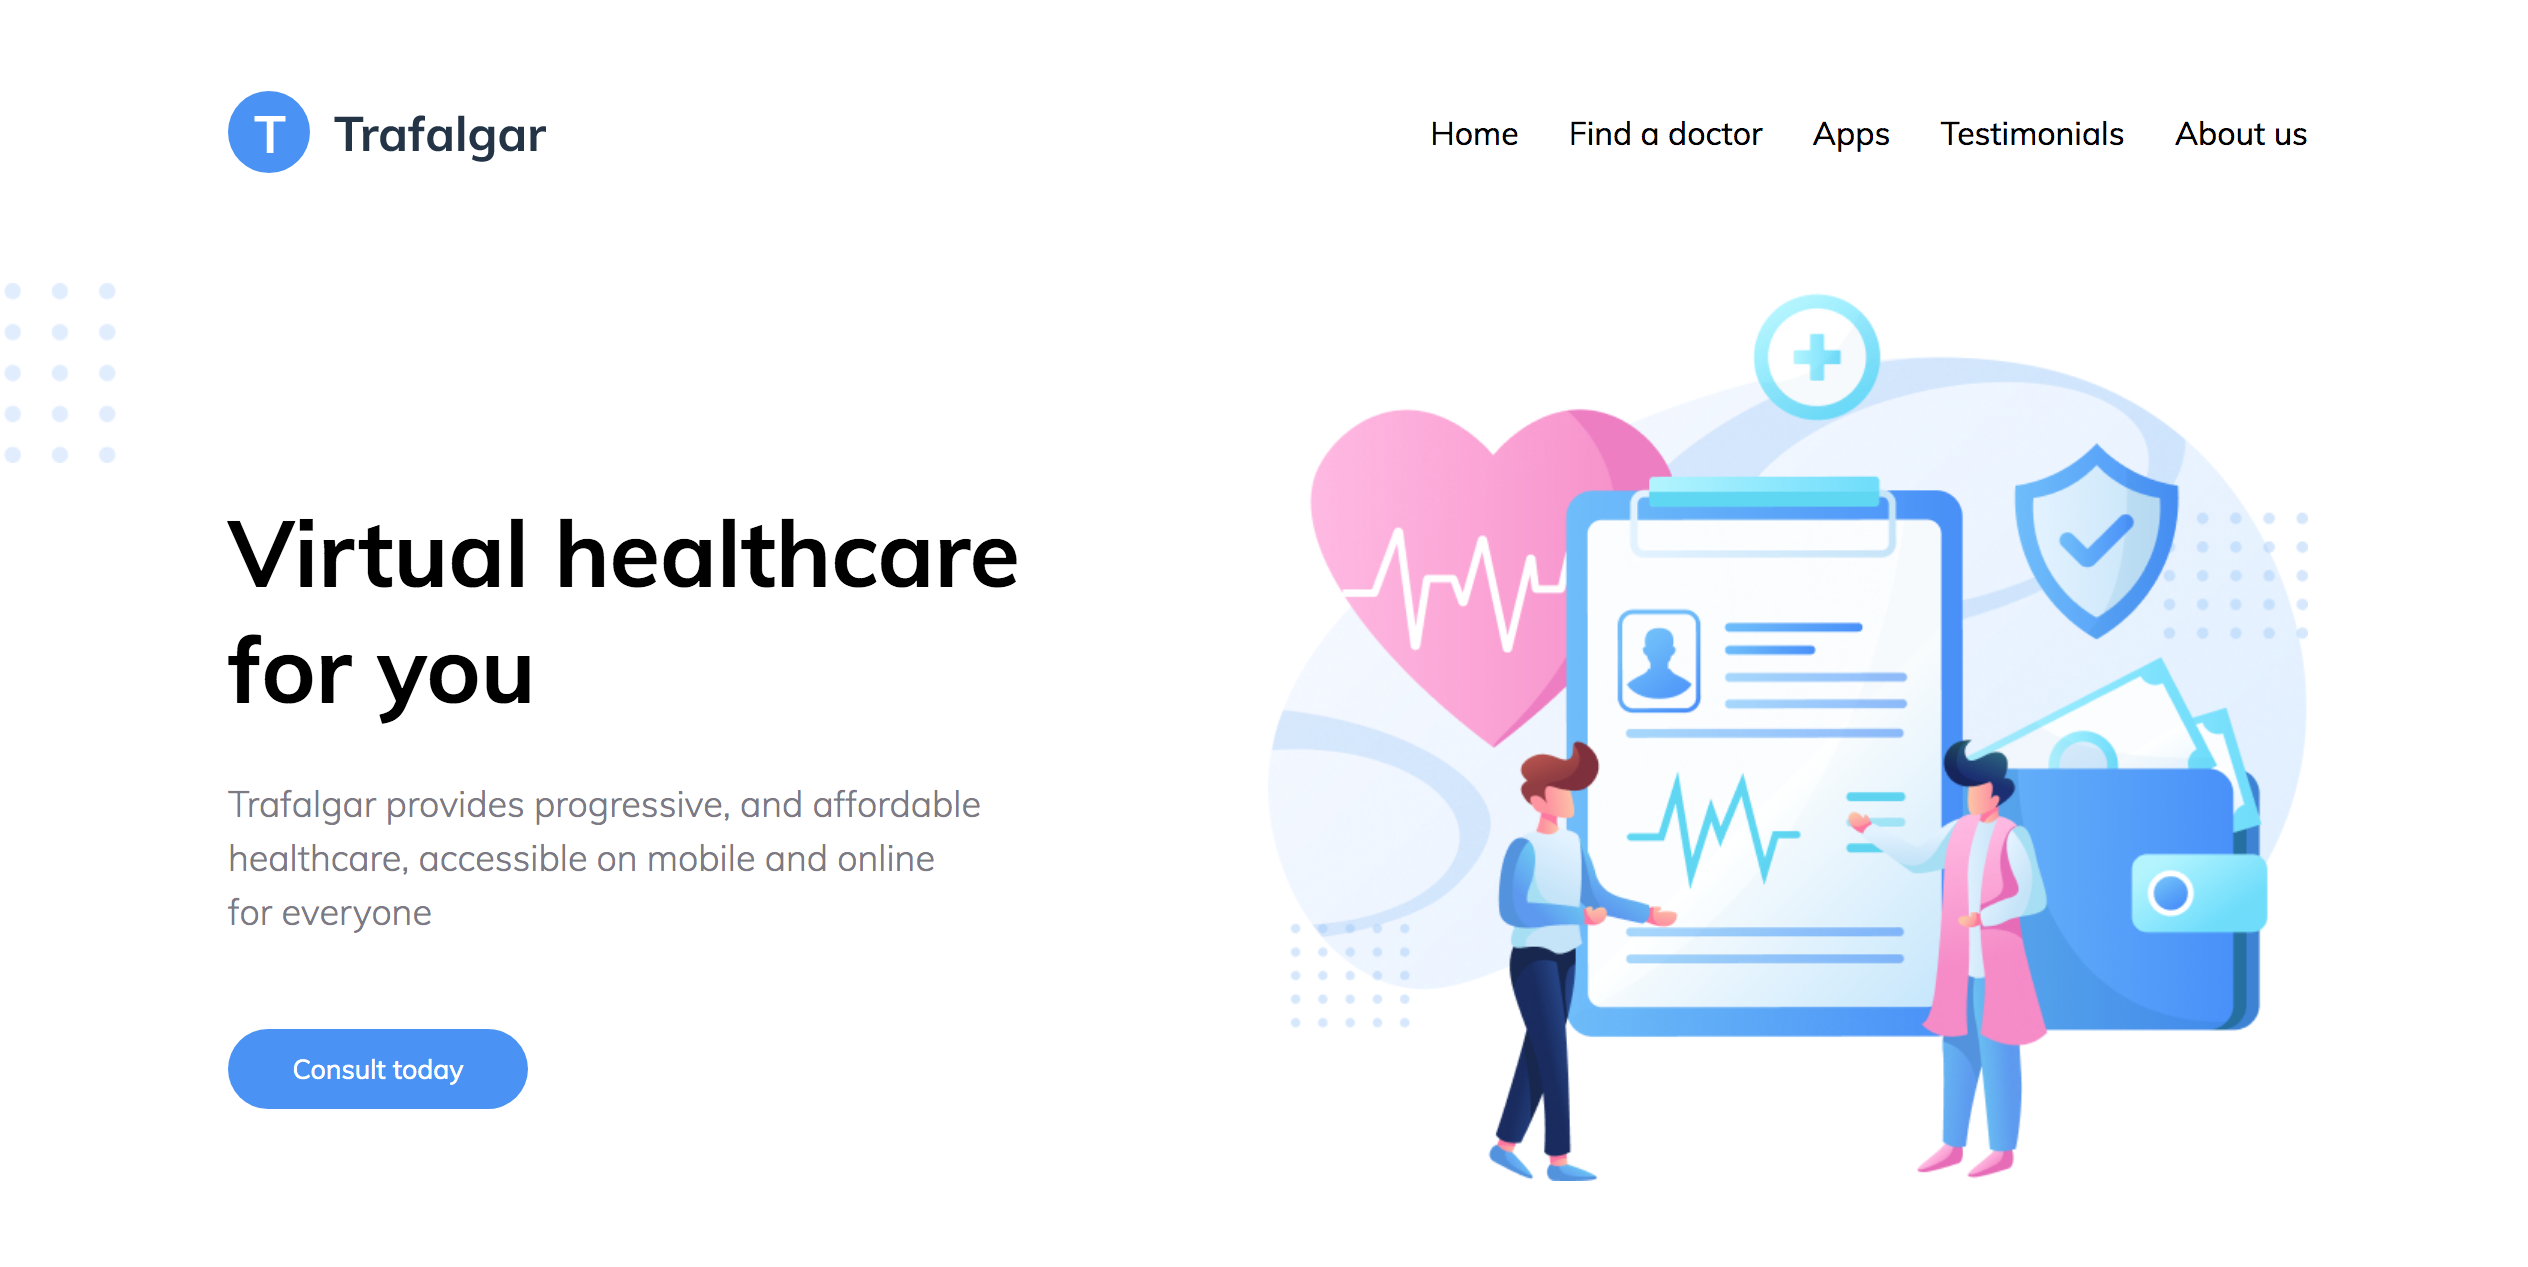 T
Trafalgar
Home
Find a doctor
Apps
Testimonials
About us
Virtual healthcare
for you
Trafalgar provides progressive, and affordable
healthcare, accessible on mobile and online
for everyone
Consult today